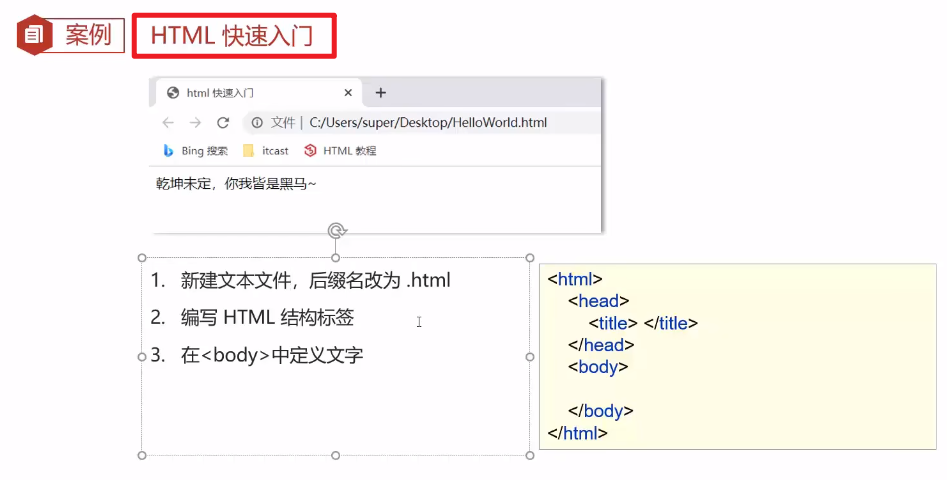 案例 HTML 快速入门
html 快速入门
文件 | C:/Users/super/Desktop/HelloWorld.html
Bing 搜索 itcast HTML 教程
乾坤未定，你我皆是黑马~
1. 新建文本文件，后缀名改为 .html
2. 编写 HTML 结构标签
3. 在<body>中定义文字
<html>
<head>
<title> </title>
</head>
<body>
</body>
</html>